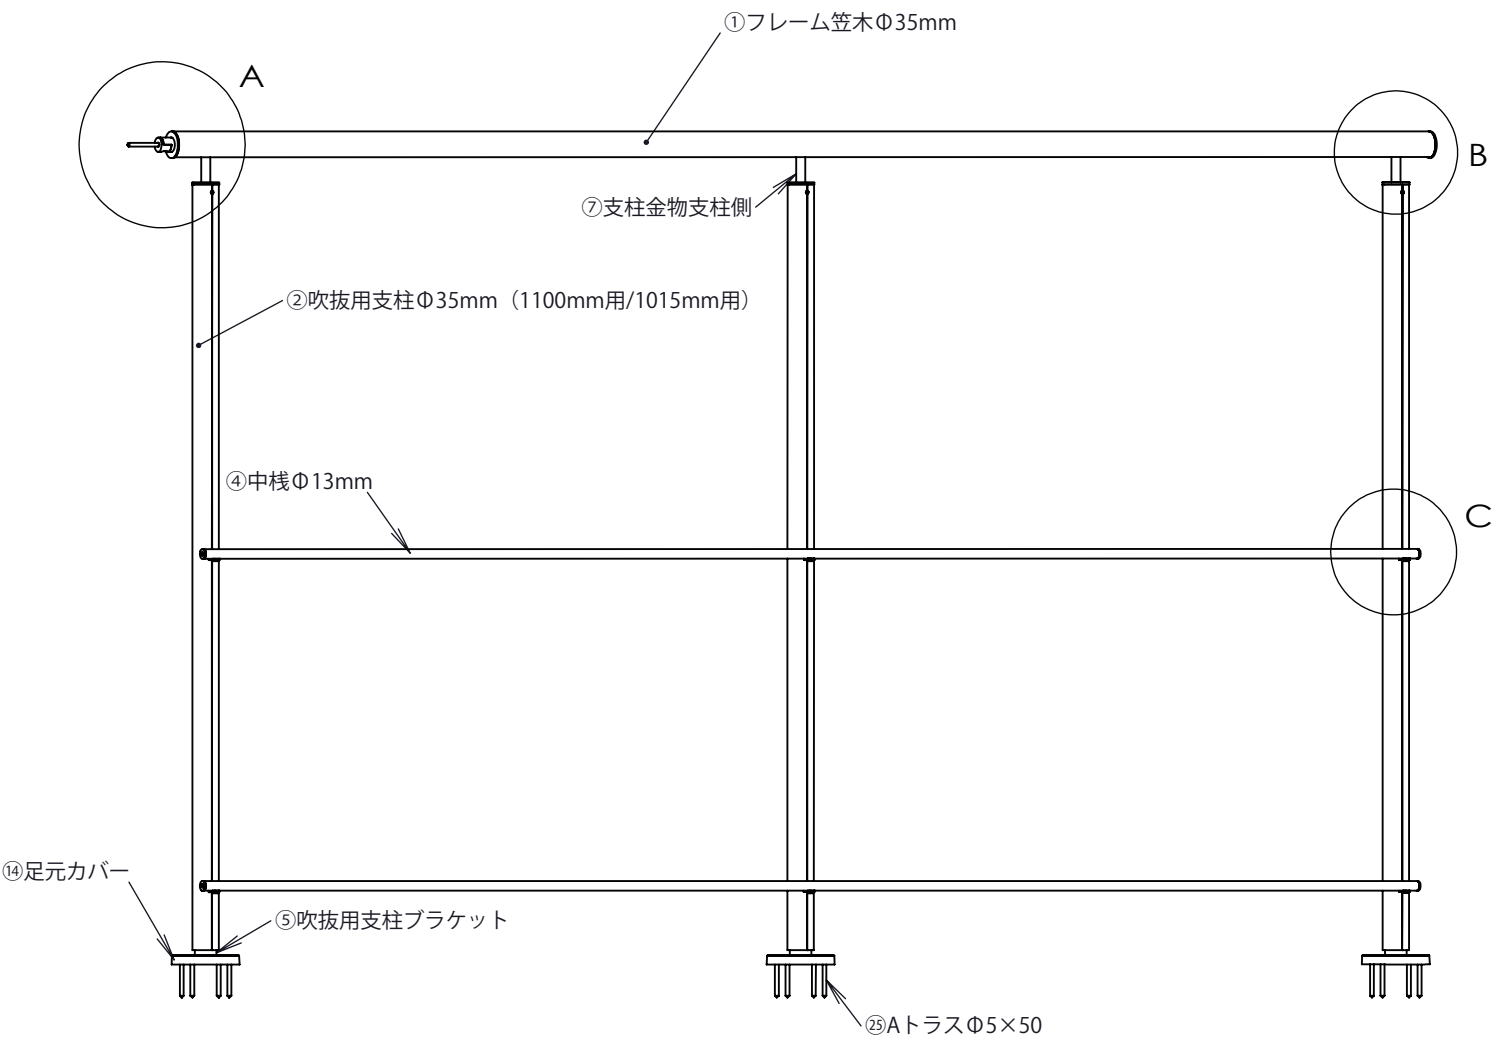 ①フレーム笠木Φ35mm
A
B
⑦支柱金物支柱側
②吹抜用支柱Φ35mm（1100mm用/1015mm用）
④中桟Φ13mm
C
⑭足元カバー
⑤吹抜用支柱ブラケット
㉕AトラスΦ5×50